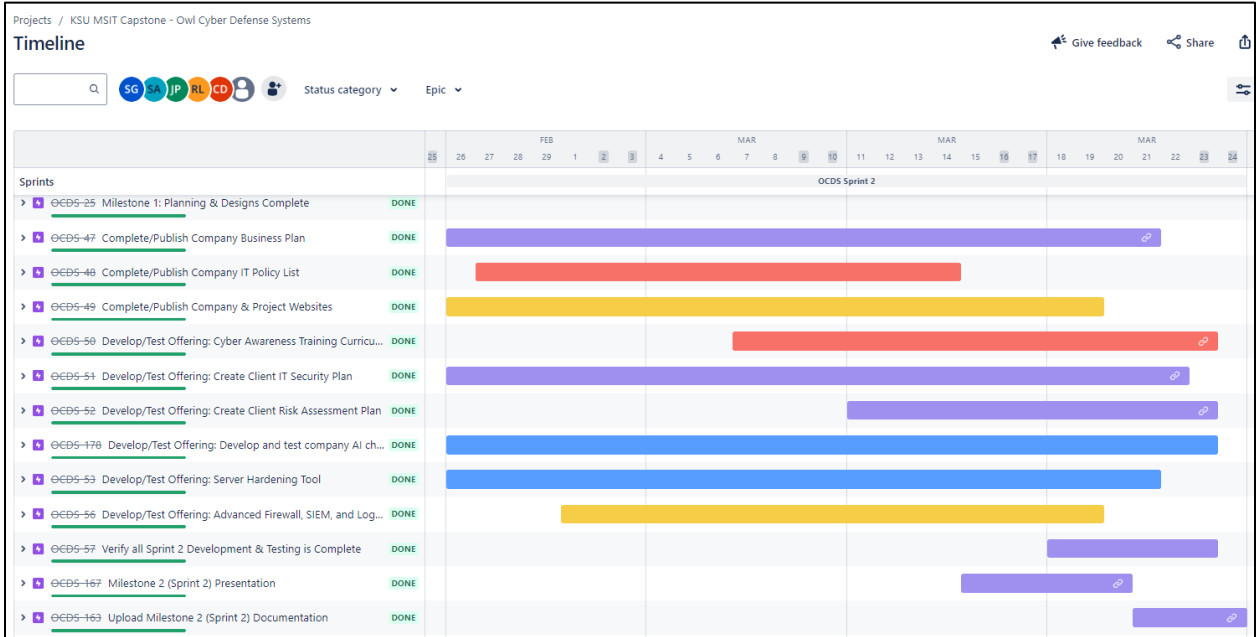 Projects / KSU MSIT Capstone - Owl Cyber Defense Systems
Timeline
Give feedback Share
SG SA JP RL CD Status category Epic
FEB MAR MAR MAR
25 26 27 28 29 1 2 3 4 5 6 7 8 9 10 11 12 13 14 15 16 17 18 19 20 21 22 23 24
Sprints OCDS Sprint 2
OCDS-25 Milestone 1: Planning & Designs Complete DONE
OCDS-47 Complete/Publish Company Business Plan DONE
OCDS-48 Complete/Publish Company IT Policy List DONE
OCDS-49 Complete/Publish Company & Project Websites DONE
OCDS-50 Develop/Test Offering: Cyber Awareness Training Curricu... DONE
OCDS-51 Develop/Test Offering: Create Client IT Security Plan DONE
OCDS-52 Develop/Test Offering: Create Client Risk Assessment Plan DONE
OCDS-178 Develop/Test Offering: Develop and test company AI ch... DONE
OCDS-53 Develop/Test Offering: Server Hardening Tool DONE
OCDS-56 Develop/Test Offering: Advanced Firewall, SIEM, and Log... DONE
OCDS-57 Verify all Sprint 2 Development & Testing is Complete DONE
OCDS-167 Milestone 2 (Sprint 2) Presentation DONE
OCDS-163 Upload Milestone 2 (Sprint 2) Documentation DONE